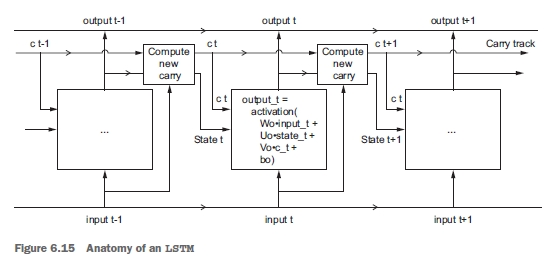 output t-1
output t
output t+1
c t-1
Compute
new
carry
c t
Compute
new
carry
c t+1
Carry track
...
State t
c t
output_t =
activation(
Wo•input_t +
Uo•state_t +
Vo•c_t +
bo)
State t+1
c t
...
input t-1
input t
input t+1
Figure 6.15 Anatomy of an LSTM